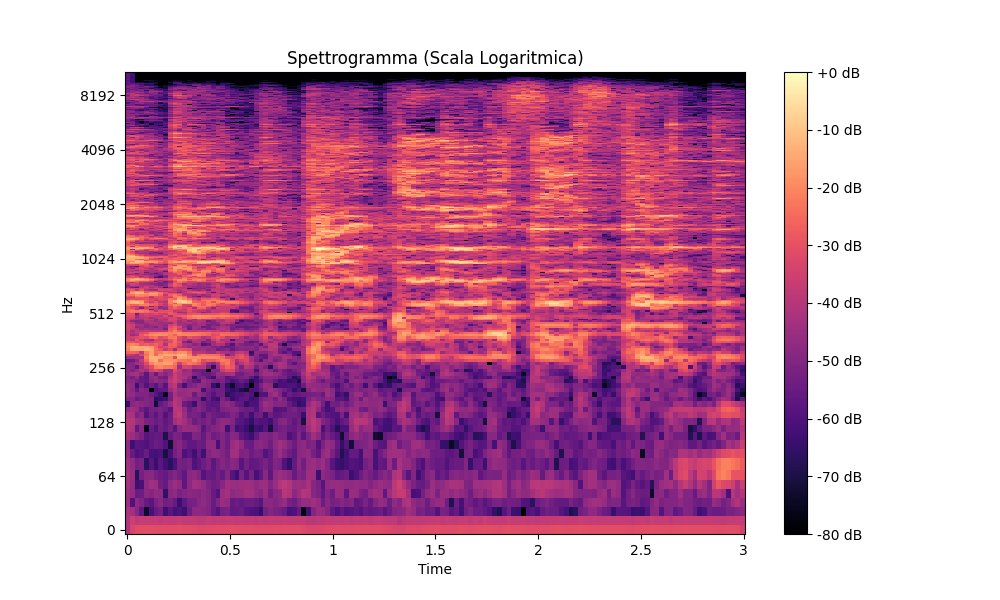 Spettrogramma (Scala Logaritmica)
Hz
8192
4096
2048
1024
512
256
128
64
0
0
0.5
1
1.5
2
2.5
3
Time
+0 dB
-10 dB
-20 dB
-30 dB
-40 dB
-50 dB
-60 dB
-70 dB
-80 dB